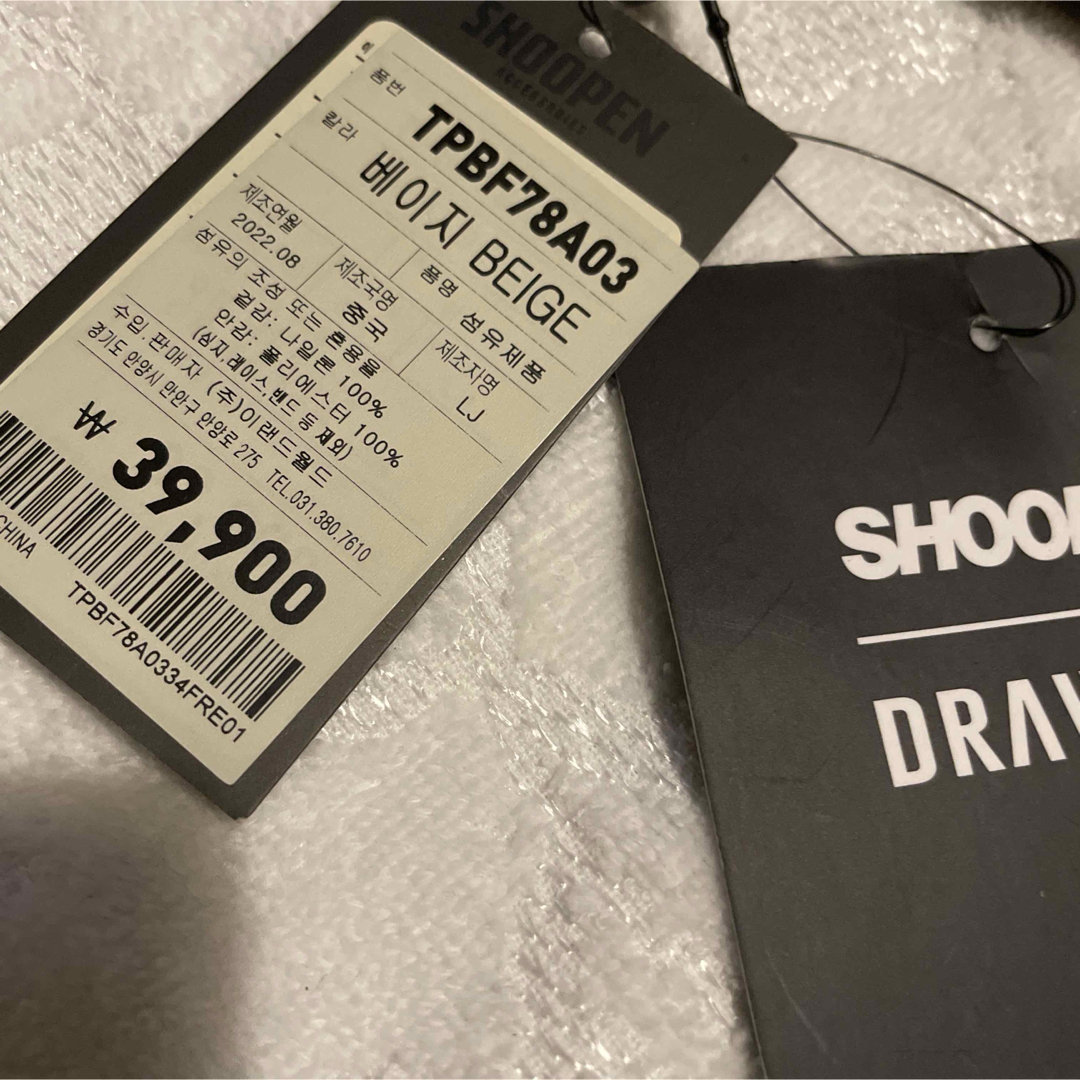 SHOOPEN
ACCESSORIES
품번 TPBF78A03
칼라 베이지 BEIGE
제조연월 2022.08
품명 섬유제품
제조국명 중국
제조자명 LJ
섬유의 조성 또는 혼용율
겉감: 나일론 100%
안감: 폴리에스터 100%
(심지,레이스,밴드 등 제외)
수입 판매자 (주)이랜드월드
경기도 안양시 만안구 안양로 275 TEL.031.380.7610
₩ 39,900
CHINA
TPBF78A0334FRE01
SHOOP
DRAW